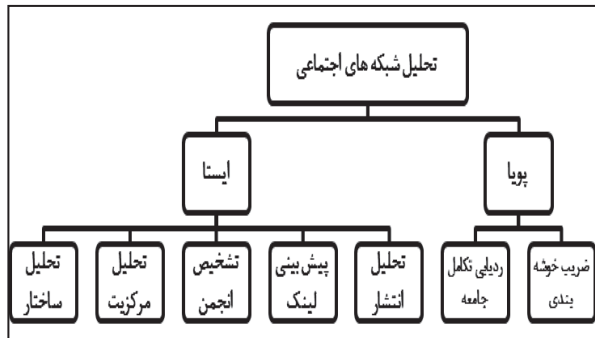 تحلیل شبکه های اجتماعی
پویا
ایستا
ضریب خوشه
بندی
ردیابی تکامل
جامعه
تحلیل
انتشار
پیش بینی
لینک
تشخیص
انجمن
تحلیل
مرکزیت
تحلیل
ساختار